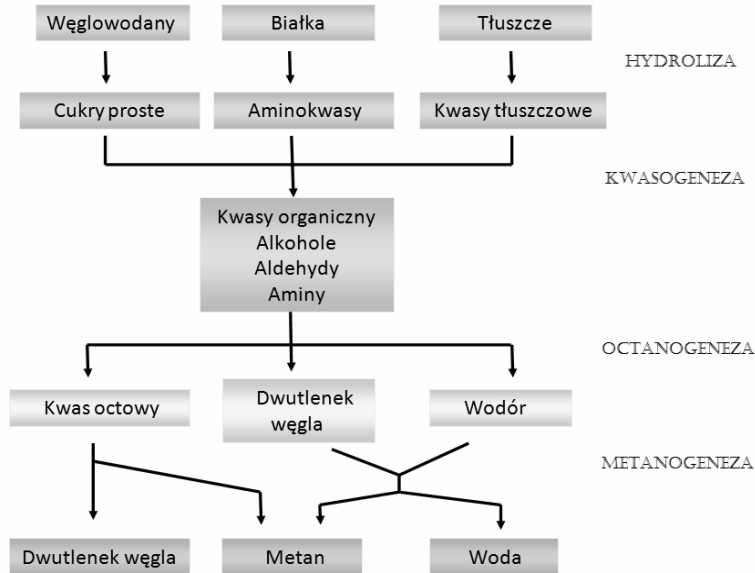 Węglowodany
Białka
Tłuszcze
HYDROLIZA
Cukry proste
Aminokwasy
Kwasy tłuszczowe
KWASOGENEZA
Kwasy organiczny
Alkohole
Aldehydy
Aminy
OCTANOGENEZA
Kwas octowy
Dwutlenek
węgla
Wodór
METANOGENEZA
Dwutlenek węgla
Metan
Woda